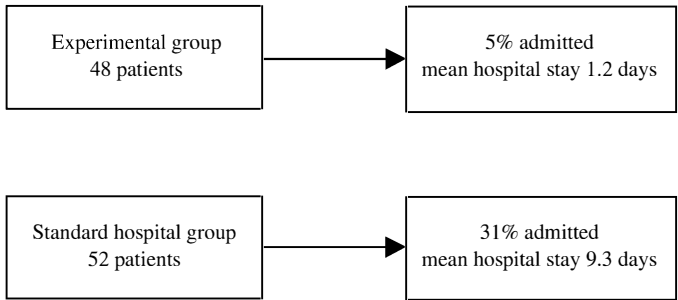 Experimental group
48 patients
5% admitted
mean hospital stay 1.2 days
Standard hospital group
52 patients
31% admitted
mean hospital stay 9.3 days